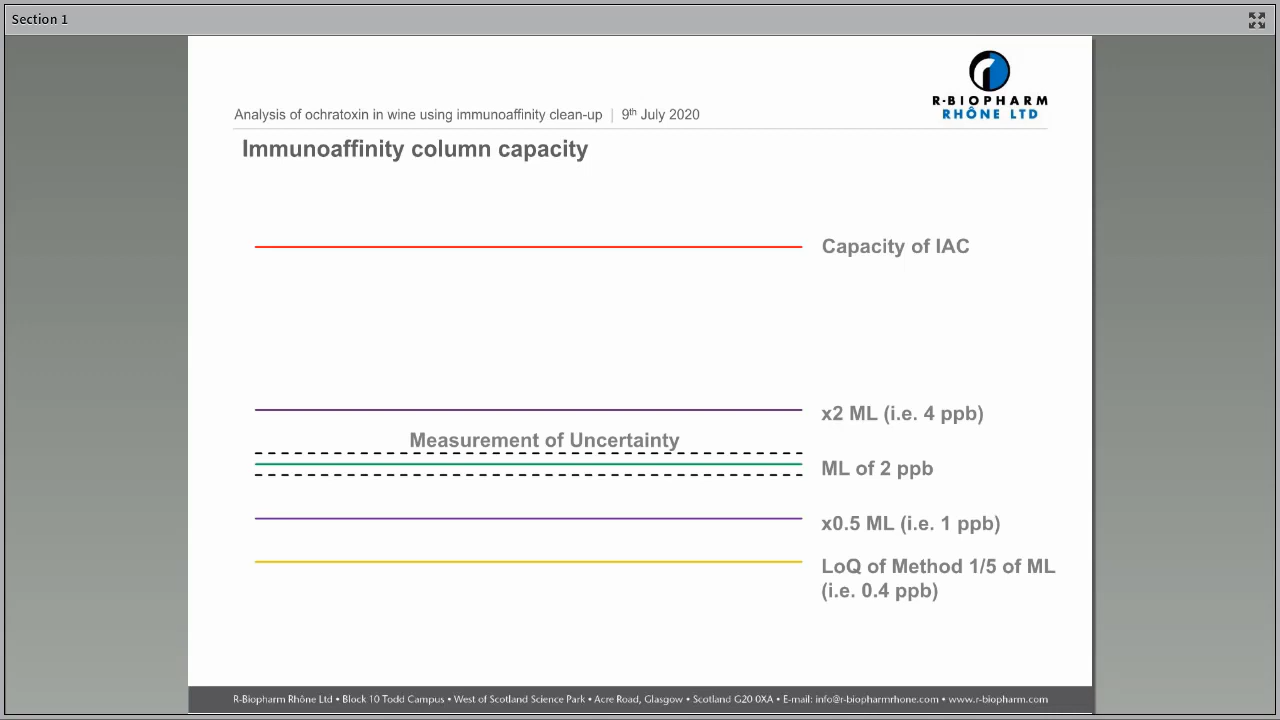 Section 1
R-BIOPHARM
RHÔNE LTD
Analysis of ochratoxin in wine using immunoaffinity clean-up | 9th July 2020
Immunoaffinity column capacity
Capacity of IAC
x2 ML (i.e. 4 ppb)
Measurement of Uncertainty
ML of 2 ppb
x0.5 ML (i.e. 1 ppb)
LoQ of Method 1/5 of ML
(i.e. 0.4 ppb)
R-Biopharm Rhône Ltd • Block 10 Todd Campus • West of Scotland Science Park • Acre Road, Glasgow • Scotland G20 0XA • E-mail: info@r-biopharmrhone.com • www.r-biopharm.com